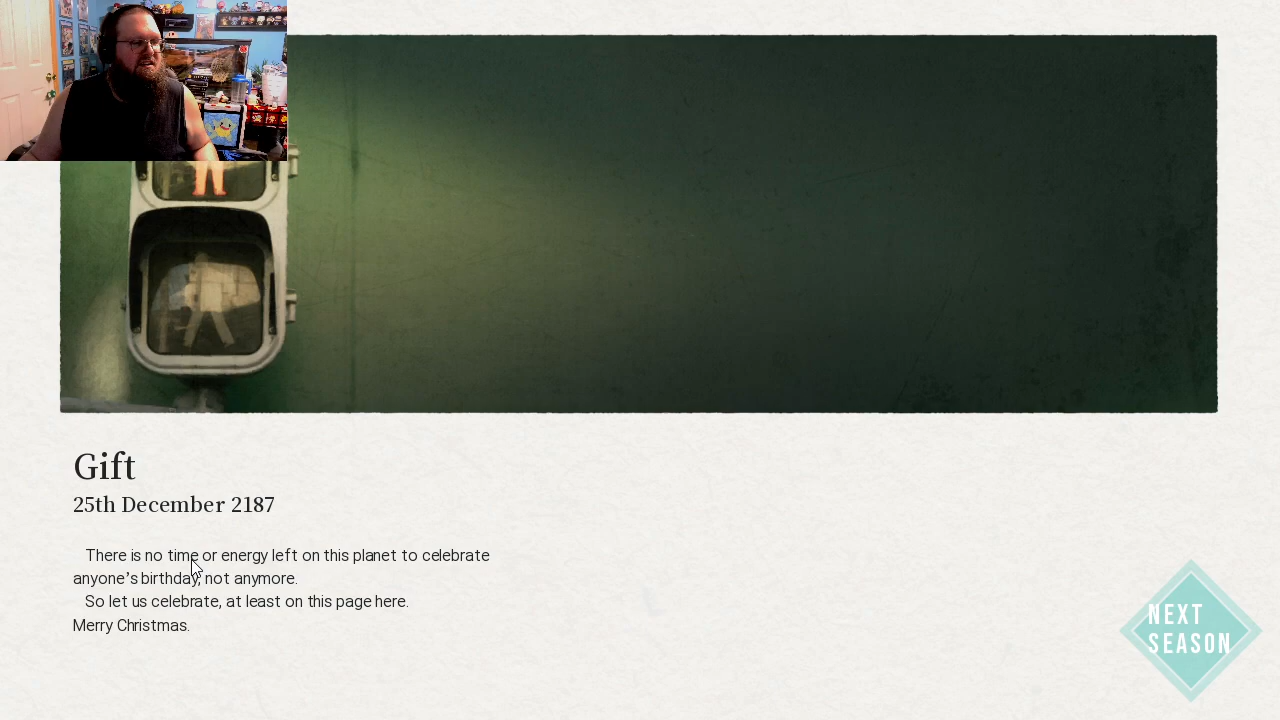 Gift
25th December 2187
There is no time or energy left on this planet to celebrate
anyone's birthday, not anymore.
So let us celebrate, at least on this page here.
Merry Christmas.
NEXT
SEASON